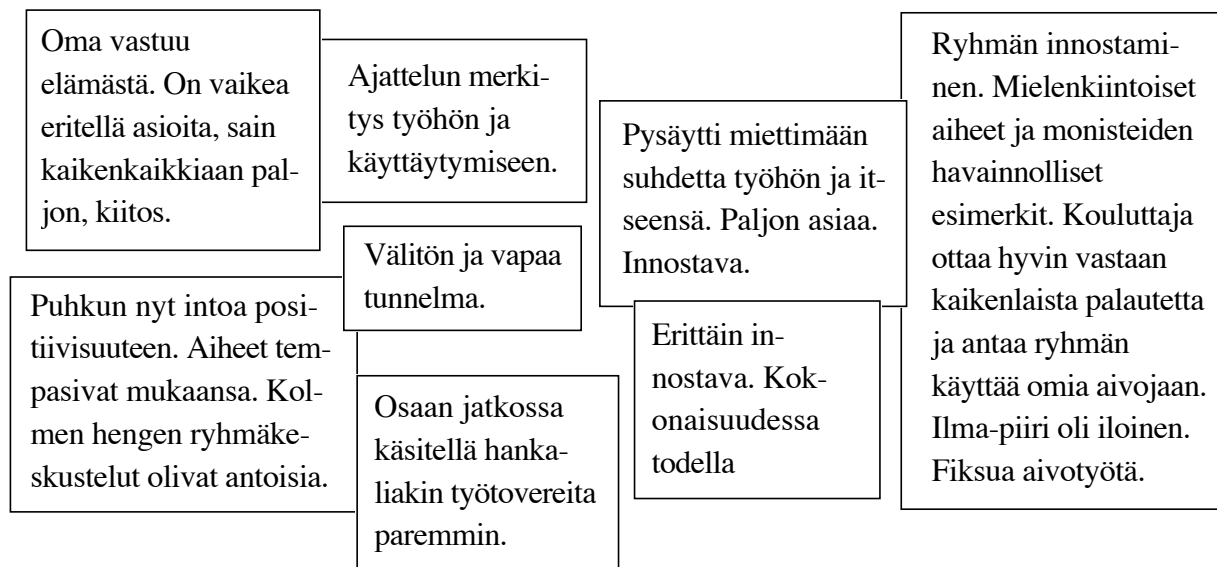 Oma vastuu
elämästä. On vaikea
eritellä asioita, sain
kaikenkaikkiaan pal-
jon, kiitos.
Ajattelun merki-
tys työhön ja
käyttäytymiseen.
Pysäytti miettimään
suhdetta työhön ja it-
seensä. Paljon asiaa.
Innostava.
Ryhmän innostami-
nen. Mielenkiintoiset
aiheet ja monisteiden
havainnolliset
esimerkit. Kouluttaja
ottaa hyvin vastaan
kaikenlaista palautetta
ja antaa ryhmän
käyttää omia aivojaan.
Ilma-piiri oli iloinen.
Fiksua aivotyötä.
Välitön ja vapaa
tunnelma.
Puhkun nyt intoa posi-
tiivisuuteen. Aiheet tem-
pasivat mukaansa. Kol-
men hengen ryhmäke-
skustelut olivat antoisia.
Osaan jatkossa
käsitellä hanka-
liakin työtovereita
paremmin.
Erittäin in-
nostava. Kok-
onaisuudessa
todella